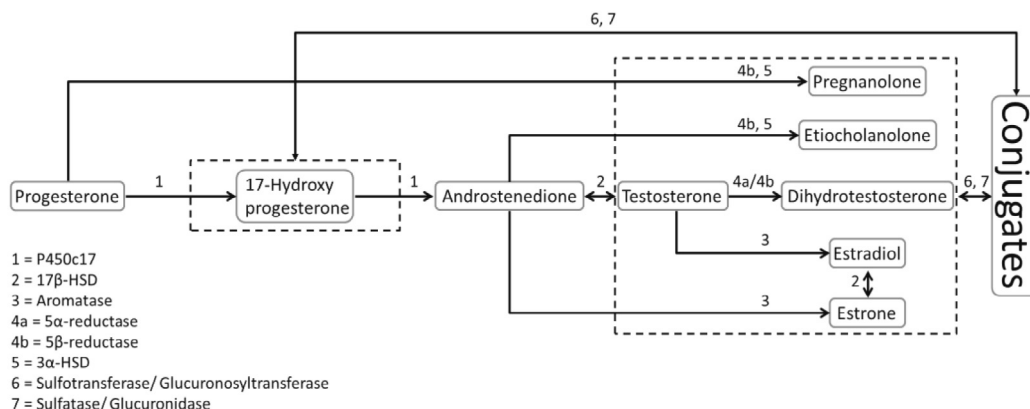 6, 7
4b, 5
Pregnanolone
4b, 5
Etiocholanolone
Progesterone
1
17-Hydroxy
progesterone
1
Androstenedione
2
Testosterone
4a/4b
Dihydrotestosterone
6, 7
Conjugates
3
Estradiol
2
3
Estrone
1 = P450c17
2 = 17β-HSD
3 = Aromatase
4a = 5α-reductase
4b = 5β-reductase
5 = 3α-HSD
6 = Sulfotransferase/ Glucuronosyltransferase
7 = Sulfatase/ Glucuronidase